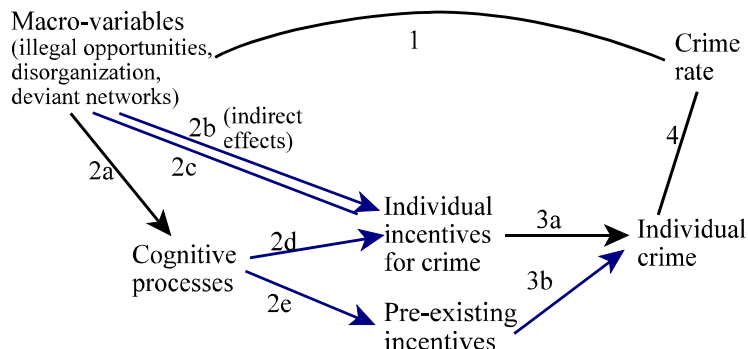 Macro-variables
(illegal opportunities,
disorganization,
deviant networks)
1
Crime
rate
2b (indirect
effects)
2c
2a
4
Individual
incentives
for crime
3a
Individual
crime
Cognitive
processes
2d
2e
3b
Pre-existing
incentives